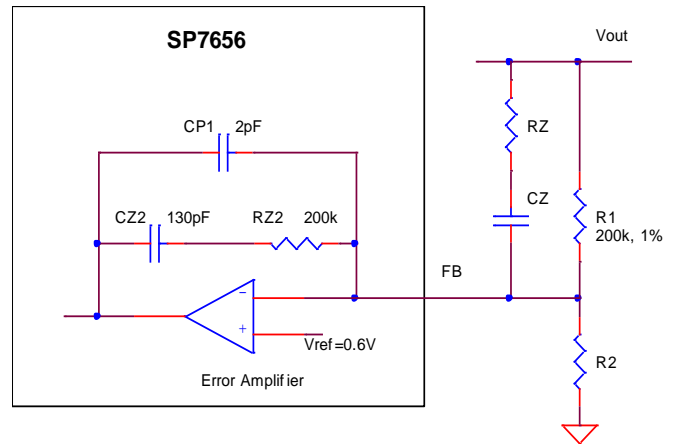 SP7656
Vout
CP1 2pF
RZ
CZ2 130pF RZ2 200k
CZ
R1
200k, 1%
FB
−
+
Vref=0.6V
R2
Error Amplifier